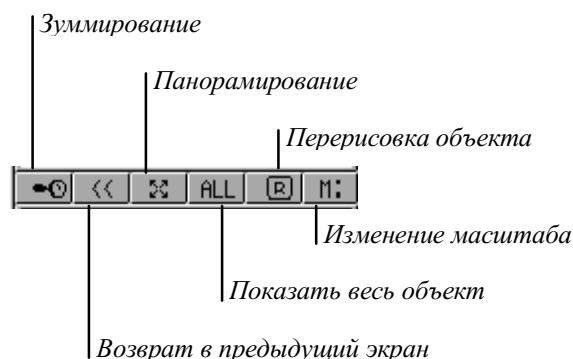 Зуммирование
Панорамирование
Перерисовка объекта
<< ALL R M:
Изменение масштаба
Показать весь объект
Возврат в предыдущий экран